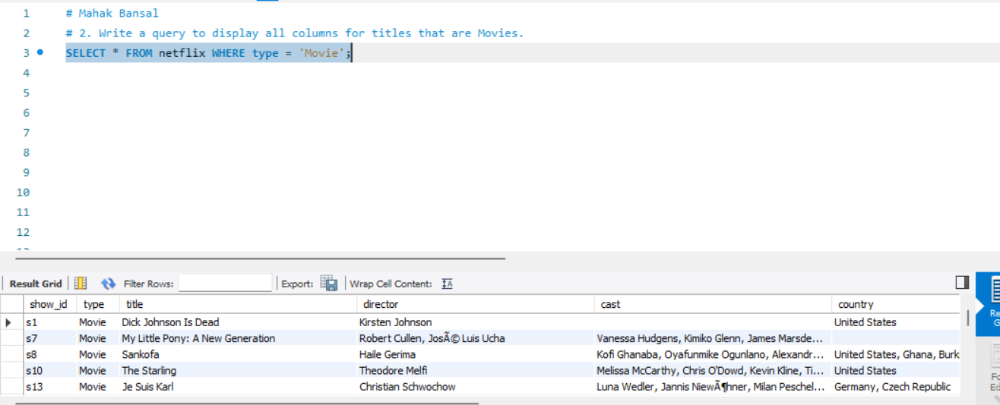 1 # Mahak Bansal
2 # 2. Write a query to display all columns for titles that are Movies.
3 SELECT * FROM netflix WHERE type = 'Movie';
4
5
6
7
8
9
10
11
12
Result Grid Filter Rows: Export: Wrap Cell Content: IA
show_id type title director cast country
s1 Movie Dick Johnson Is Dead Kirsten Johnson United States
s7 Movie My Little Pony: A New Generation Robert Cullen, José Luis Ucha Vanessa Hudgens, Kimiko Glenn, James Marsde...
s8 Movie Sankofa Haile Gerima Kofi Ghanaba, Oyafunmike Ogunlano, Alexandr... United States, Ghana, Burk
s10 Movie The Starling Theodore Melfi Melissa McCarthy, Chris O'Dowd, Kevin Kline, Ti... United States
s13 Movie Je Suis Karl Christian Schwochow Luna Wedler, Jannis Niewöhner, Milan Peschel... Germany, Czech Republic